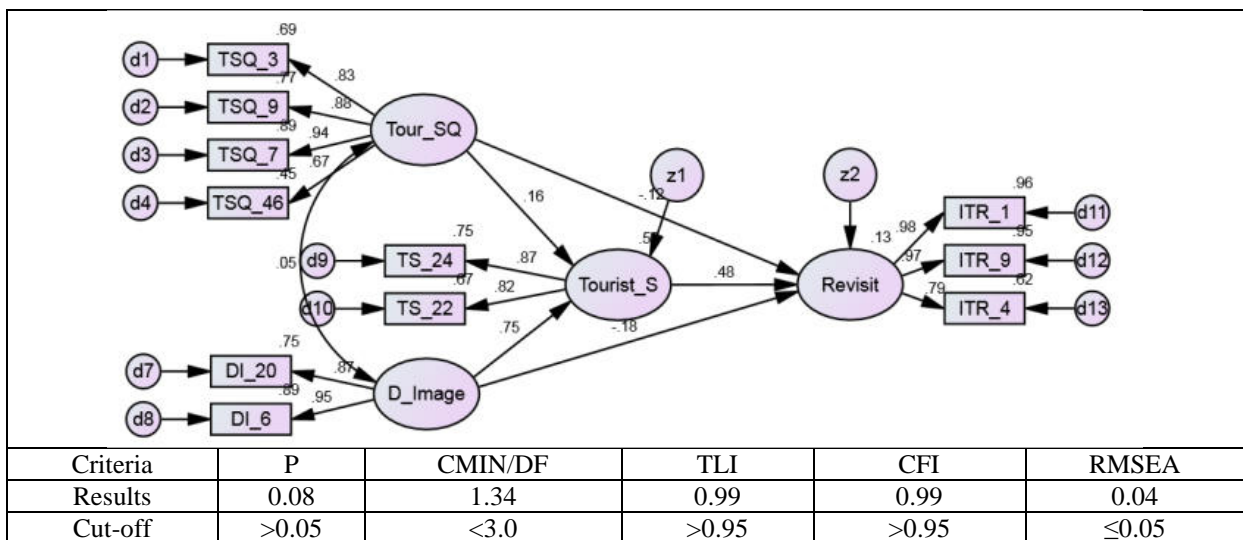 .69
d1
TSQ_3
.77
.83
d2
TSQ_9
.88
.89
Tour_SQ
.94
d3
TSQ_7
.67
.45
d4
TSQ_46
z1
z2
.16
-.12
.96
ITR_1
d11
.98
.13
.95
.75
.05
d9
TS_24
.87
.97
ITR_9
d12
.67
.82
Tourist_S
.48
Revisit
.62
.79
d10
TS_22
ITR_4
d13
.75
-.18
.75
d7
DI_20
.87
.89
D_Image
.95
d8
DI_6
Criteria P CMIN/DF TLI CFI RMSEA
Results 0.08 1.34 0.99 0.99 0.04
Cut-off >0.05 <3.0 >0.95 >0.95 ≤0.05